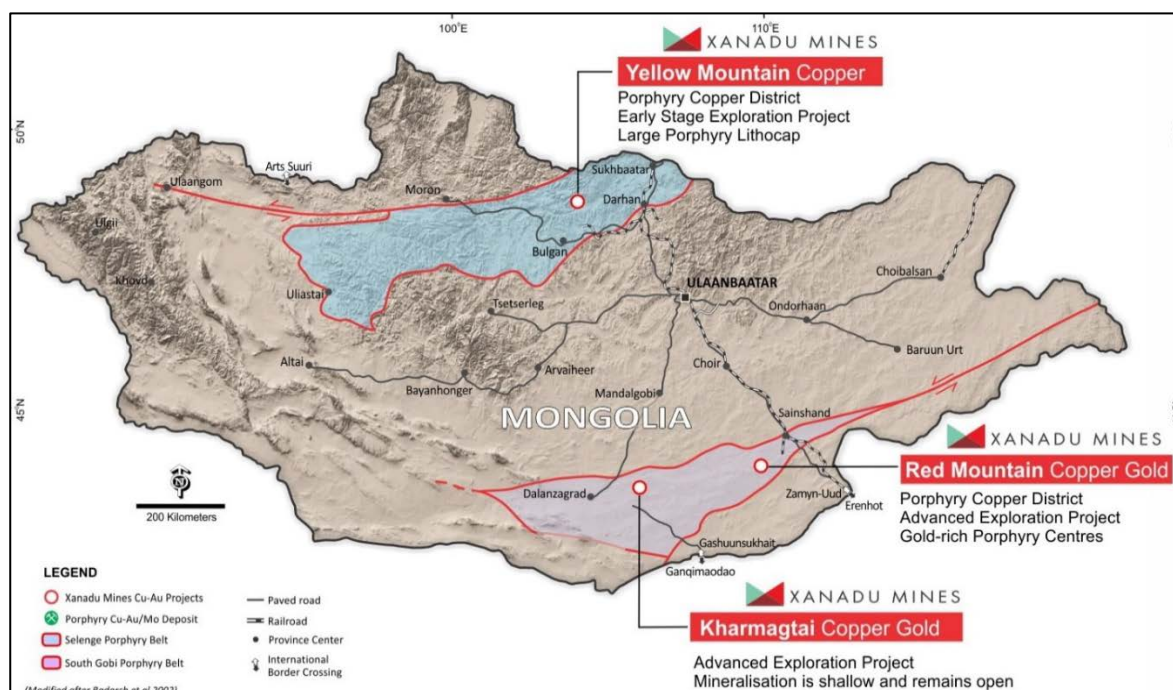 100°E
110°E
XANADU MINES
Yellow Mountain Copper
Porphyry Copper District
Early Stage Exploration Project
Large Porphyry Lithocap
50°N
Arts Suuri
Sukhbaatar
Ulaangom
Moron
Darhan
Ulgii
Bulgan
Khovd
Choibalsan
Uliastai
ULAANBAATAR
Tsetserleg
Ondorhaan
Baruun Urt
Altai
Choir
Arvaiheer
Bayanhonger
Mandalgobi
45°N
MONGOLIA
Sainshand
XANADU MINES
Red Mountain Copper Gold
Porphyry Copper District
Advanced Exploration Project
Gold-rich Porphyry Centres
N
200 Kilometers
Dalanzagrad
Zamyn-Uud
Erenhot
Gashuunsukhait
Ganqimaodao
XANADU MINES
Kharmagtai Copper Gold
Advanced Exploration Project
Mineralisation is shallow and remains open
LEGEND
Xanadu Mines Cu-Au Projects
Porphyry Cu-Au/Mo Deposit
Selenge Porphyry Belt
South Gobi Porphyry Belt
Paved road
Railroad
Province Center
International
Border Crossing
(Modified after